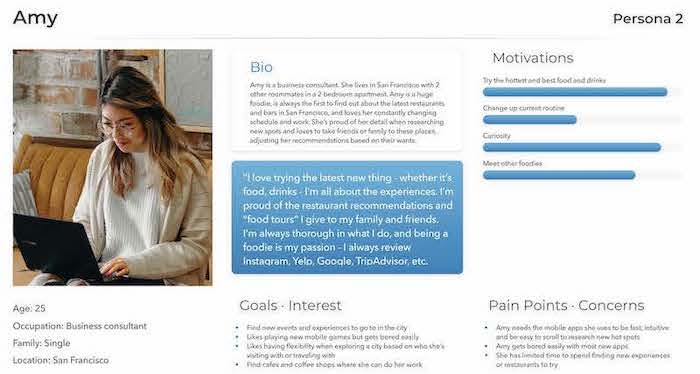 Amy
Persona 2
Bio
Amy is a business consultant. She lives in San Francisco with 2
other roommates in a 2-bedroom apartment. Amy is a huge
foodie, is always the first to find out about the latest restaurants
and bars in San Francisco, and loves her constantly changing
schedule and work. She's proud of her detail when researching
new spots and loves to take friends or family to these places,
adjusting her recommendations based on their wants.
"I love trying the latest new thing - whether it's
food, drinks - I'm all about the experiences. I'm
proud of the restaurant recommendations and
"food tours" I give to my family and friends.
I'm always thorough in what I do, and being a
foodie is my passion - I always review
Instagram, Yelp, Google, TripAdvisor, etc.
Motivations
Try the hottest and best food and drinks
Change up current routine
Curiosity
Meet other foodies
Age: 25
Occupation: Business consultant
Family: Single
Location: San Francisco
Goals · Interest
• Find new events and experiences to go to in the city
• Likes playing new mobile games but gets bored easily
• Likes having flexibility when exploring a city based on who she's
visiting with or traveling with
• Find cafes and coffee shops where she can do her work
Pain Points · Concerns
• Amy needs the mobile apps she uses to be fast, intuitive
and be easy to scroll to research new hot spots
• Amy gets bored easily with most new apps
• She has limited time to spend finding new experiences
or restaurants to try